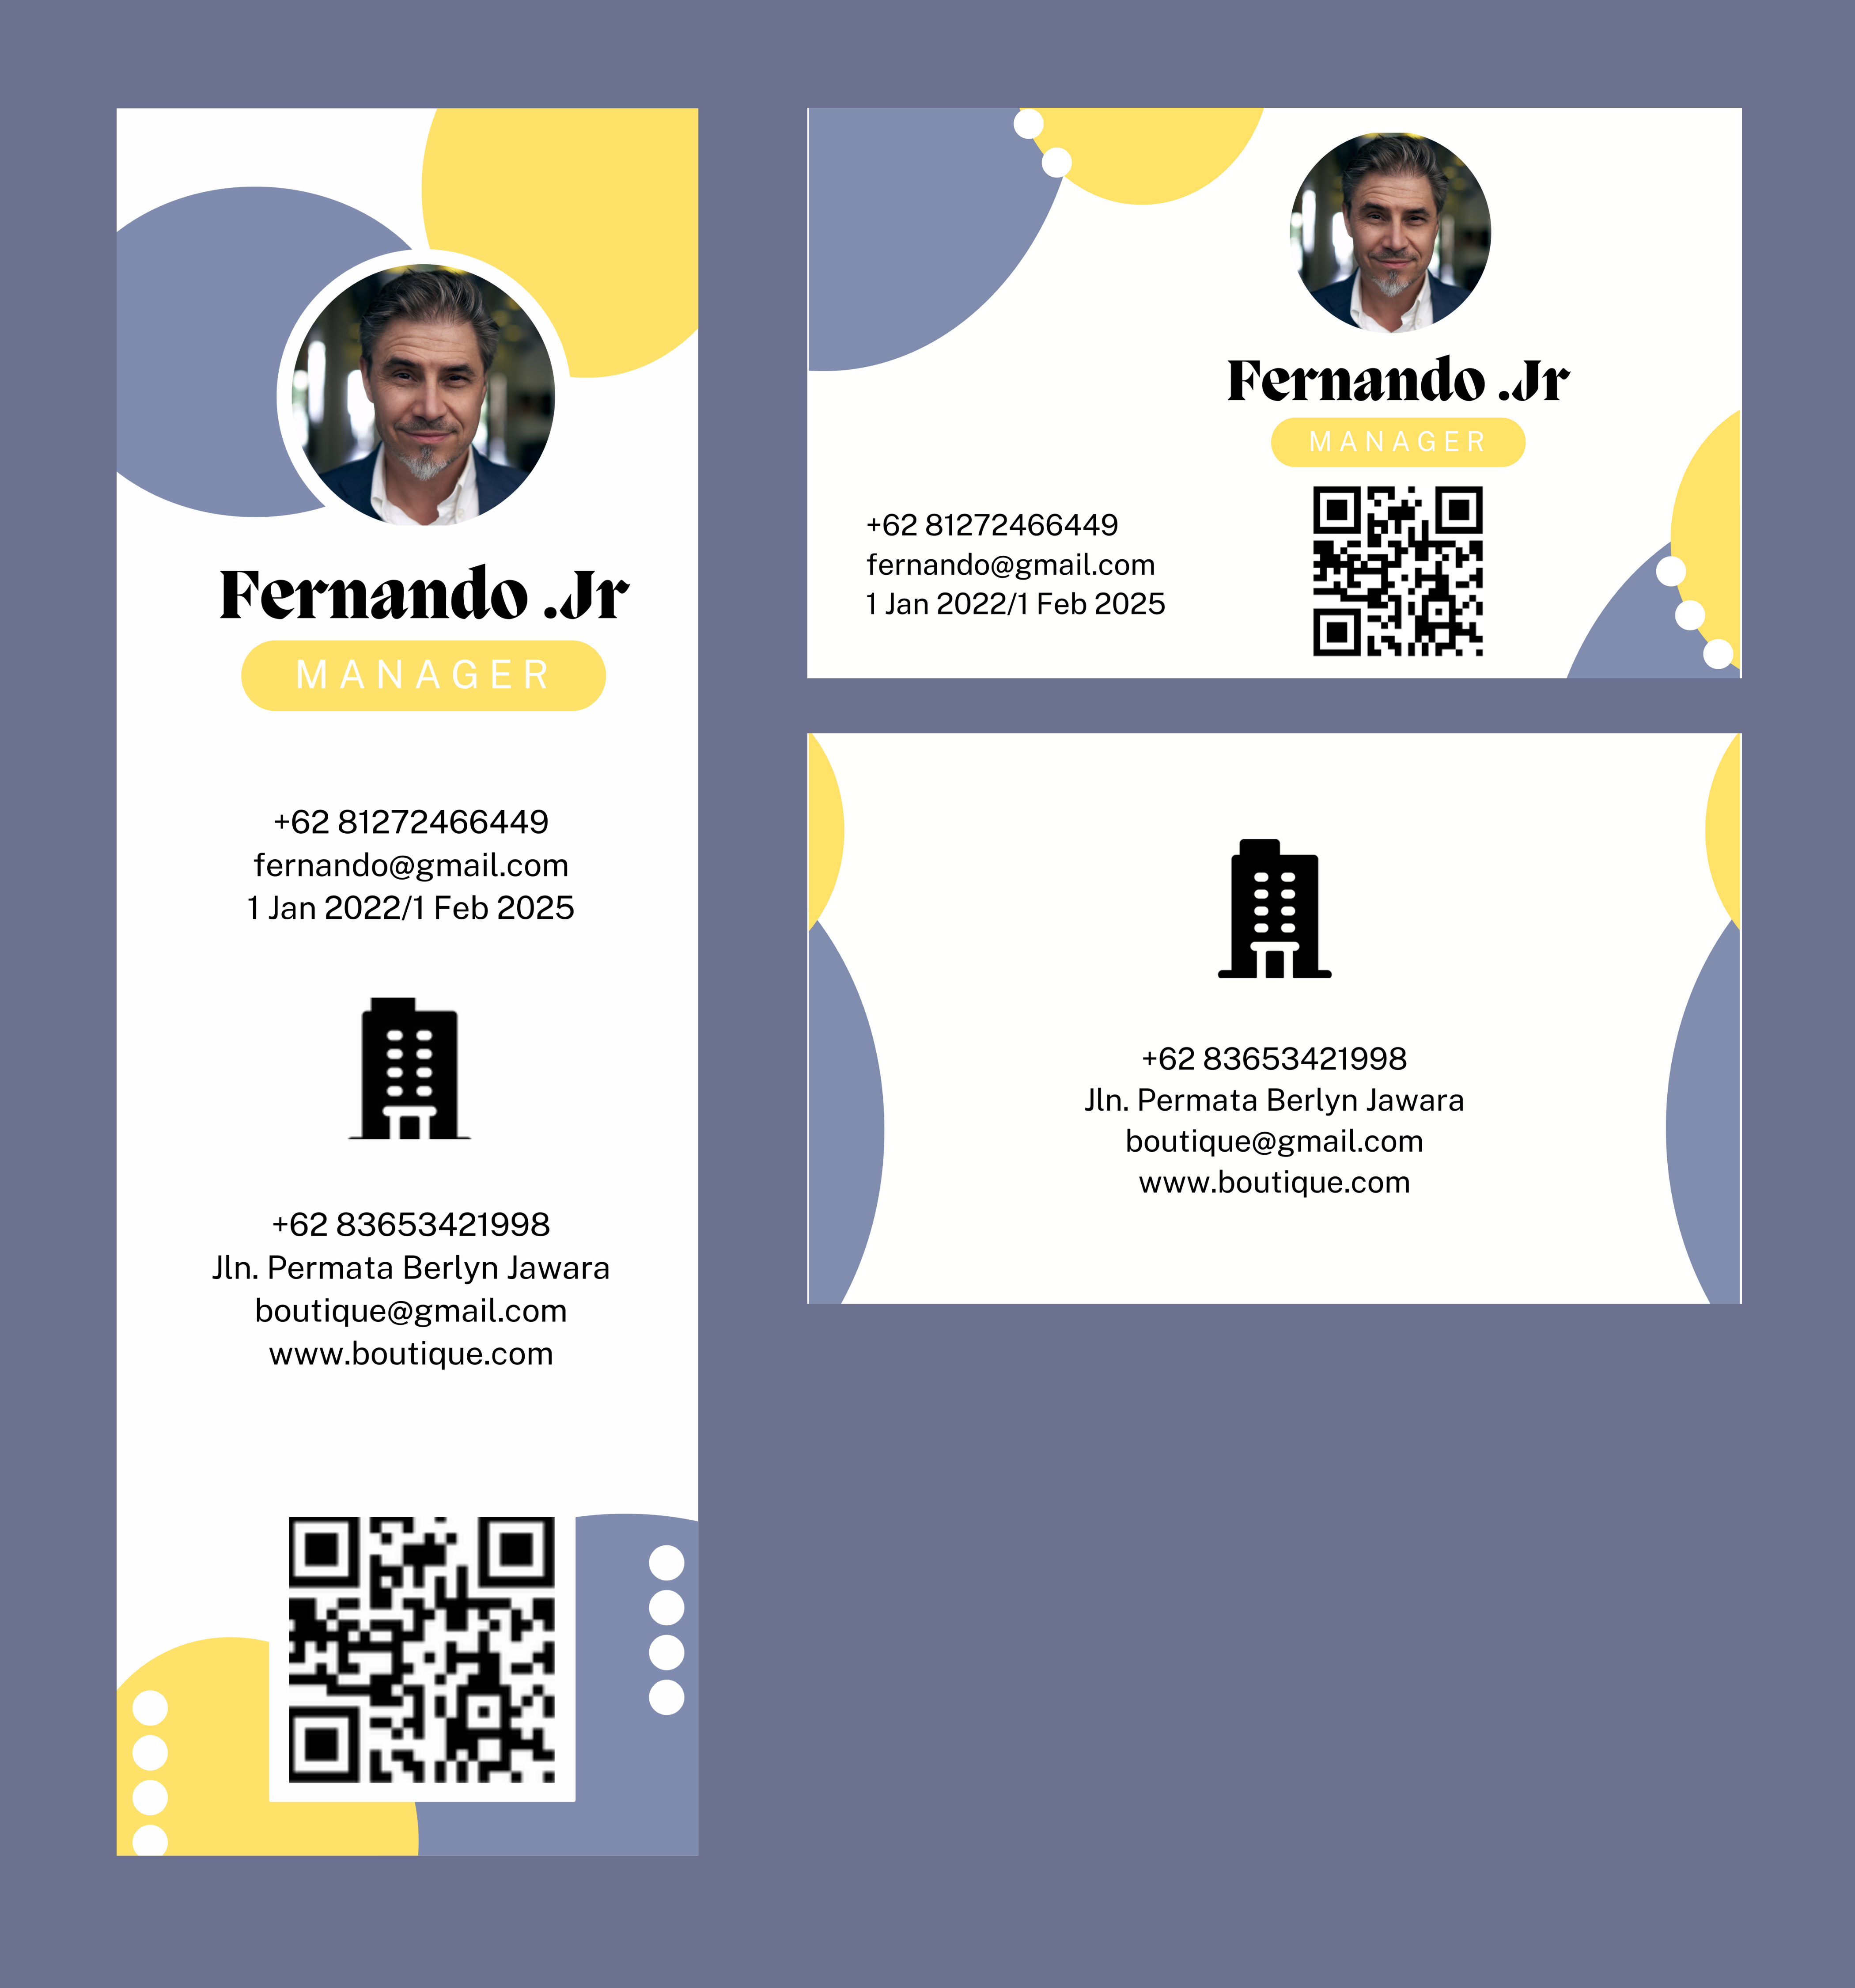 Fernando .Jr
MANAGER
+62 81272466449
fernando@gmail.com
1 Jan 2022/1 Feb 2025
+62 83653421998
Jln. Permata Berlyn Jawara
boutique@gmail.com
www.boutique.com
Fernando .Jr
MANAGER
+62 81272466449
fernando@gmail.com
1 Jan 2022/1 Feb 2025
+62 83653421998
Jln. Permata Berlyn Jawara
boutique@gmail.com
www.boutique.com